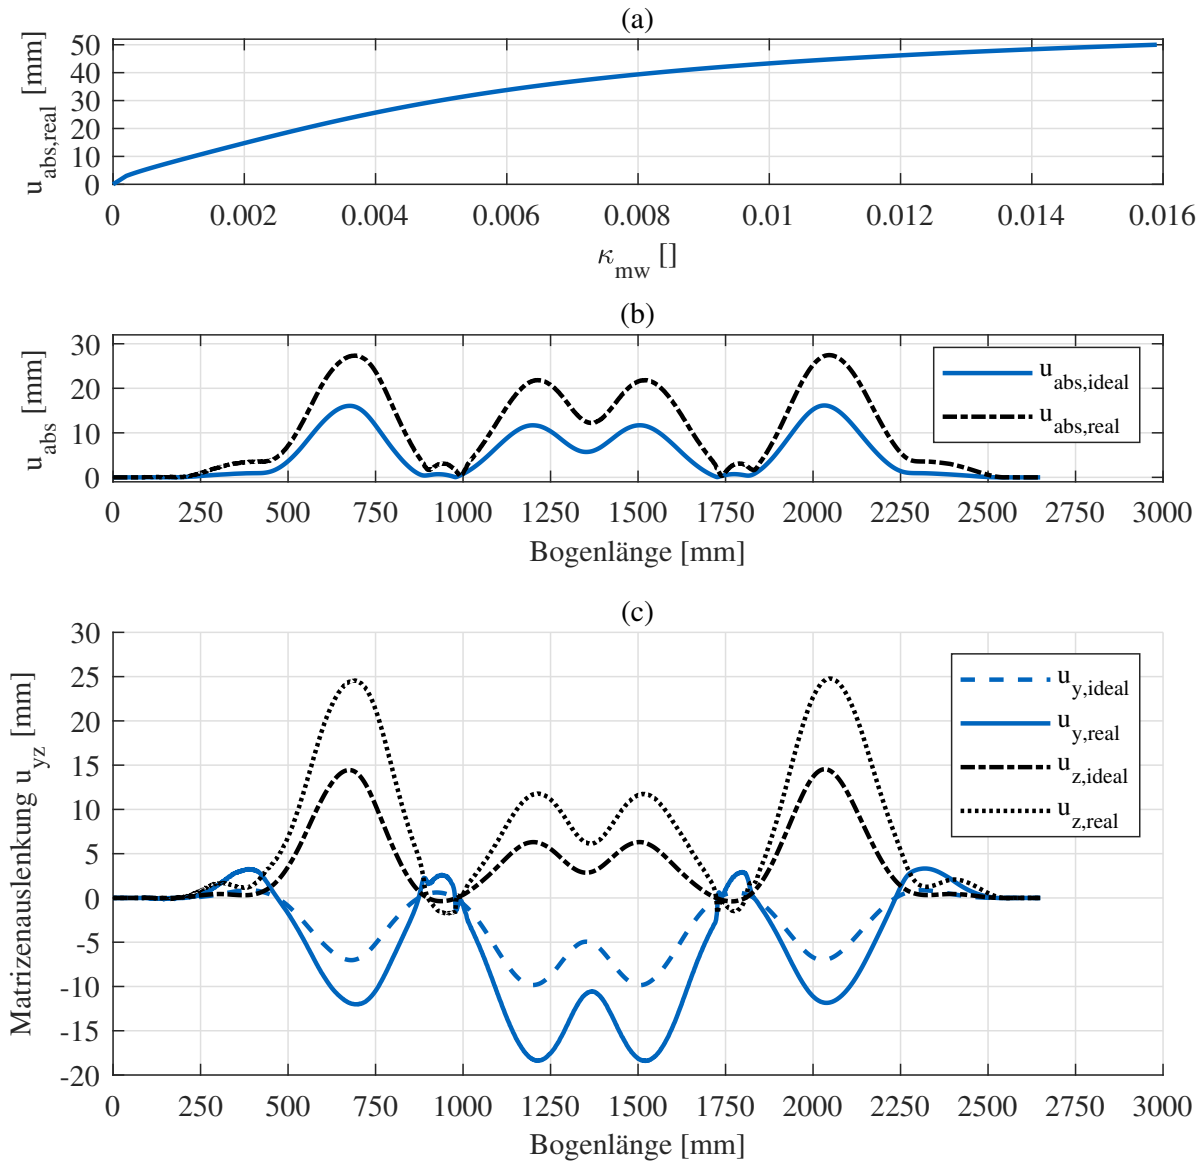 (a)
u_abs,real [mm]
50
40
30
20
10
0
0 0.002 0.004 0.006 0.008 0.01 0.012 0.014 0.016
κ_mw []
(b)
u_abs [mm]
30
20
10
0
u_abs,ideal
u_abs,real
0 250 500 750 1000 1250 1500 1750 2000 2250 2500 2750 3000
Bogenlänge [mm]
(c)
Matrizenauslenkung u_yz [mm]
30
25
20
15
10
5
0
-5
-10
-15
-20
u_y,ideal
u_y,real
u_z,ideal
u_z,real
0 250 500 750 1000 1250 1500 1750 2000 2250 2500 2750 3000
Bogenlänge [mm]